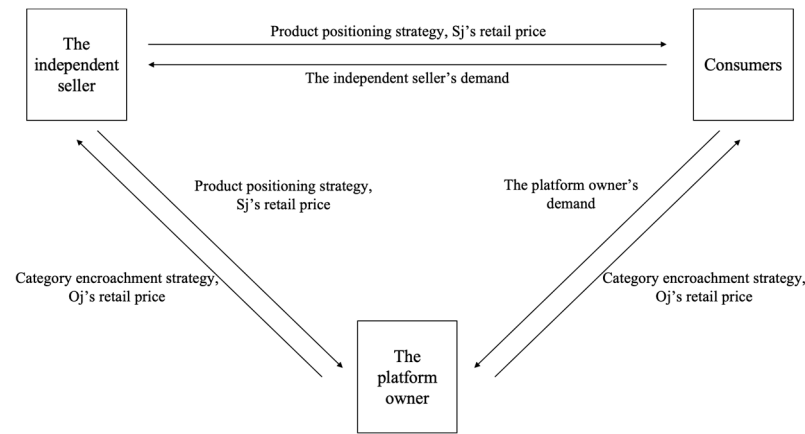 The
independent
seller
Product positioning strategy, Sj's retail price
The independent seller's demand
Consumers
Product positioning strategy,
Sj's retail price
The platform owner's
demand
Category encroachment strategy,
Oj's retail price
Category encroachment strategy,
Oj's retail price
The
platform
owner